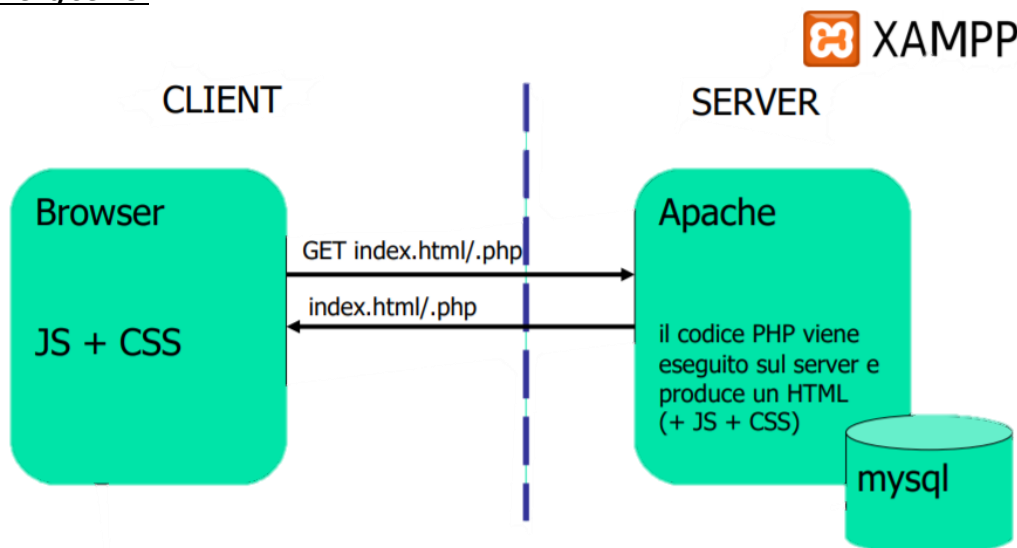 XAMPP
CLIENT
SERVER
Browser
JS + CSS
GET index.html/.php
index.html/.php
Apache
il codice PHP viene
eseguito sul server e
produce un HTML
(+ JS + CSS)
mysql